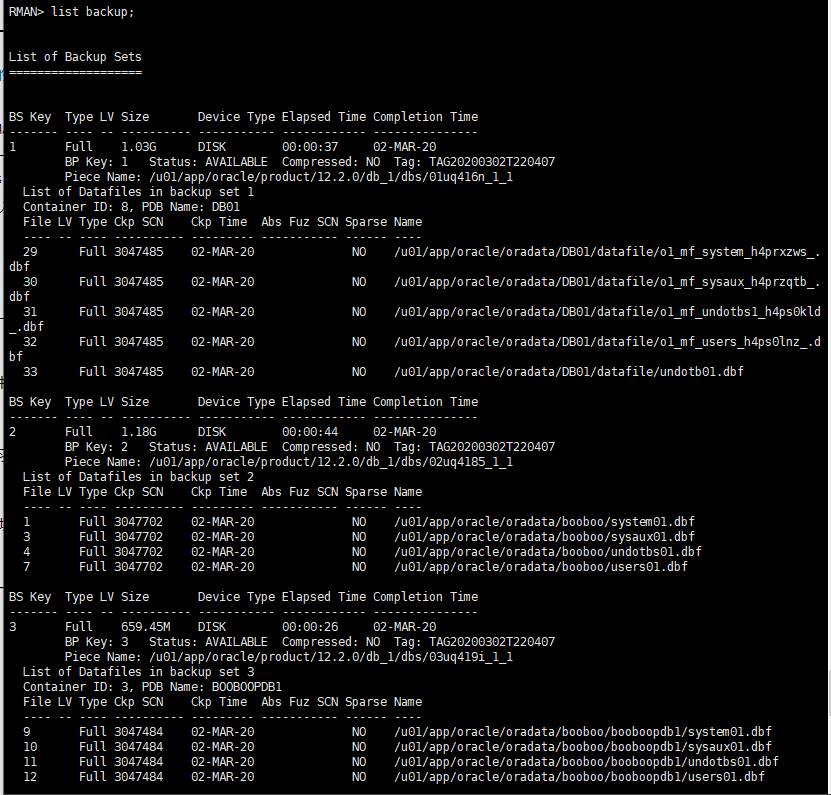 RMAN> list backup;
List of Backup Sets
===================
BS Key  Type LV Size       Device Type Elapsed Time Completion Time
------- ---- -- ---------- ----------- ------------ ---------------
1       Full    1.03G      DISK        00:00:37     02-MAR-20
        BP Key: 1   Status: AVAILABLE  Compressed: NO  Tag: TAG20200302T220407
        Piece Name: /u01/app/oracle/product/12.2.0/db_1/dbs/01uq416n_1_1
  List of Datafiles in backup set 1
  Container ID: 8, PDB Name: DB01
  File LV Type Ckp SCN    Ckp Time  Abs Fuz SCN Sparse Name
  ---- -- ---- ---------- --------- ----------- ------ ----
  29      Full 3047485    02-MAR-20              NO    /u01/app/oracle/oradata/DB01/datafile/o1_mf_system_h4prxzws_.
dbf
  30      Full 3047485    02-MAR-20              NO    /u01/app/oracle/oradata/DB01/datafile/o1_mf_sysaux_h4przqtb_.
dbf
  31      Full 3047485    02-MAR-20              NO    /u01/app/oracle/oradata/DB01/datafile/o1_mf_undotbs1_h4ps0kld
_.dbf
  32      Full 3047485    02-MAR-20              NO    /u01/app/oracle/oradata/DB01/datafile/o1_mf_users_h4ps0lnz_.d
bf
  33      Full 3047485    02-MAR-20              NO    /u01/app/oracle/oradata/DB01/datafile/undotb01.dbf
BS Key  Type LV Size       Device Type Elapsed Time Completion Time
------- ---- -- ---------- ----------- ------------ ---------------
2       Full    1.18G      DISK        00:00:44     02-MAR-20
        BP Key: 2   Status: AVAILABLE  Compressed: NO  Tag: TAG20200302T220407
        Piece Name: /u01/app/oracle/product/12.2.0/db_1/dbs/02uq4185_1_1
  List of Datafiles in backup set 2
  File LV Type Ckp SCN    Ckp Time  Abs Fuz SCN Sparse Name
  ---- -- ---- ---------- --------- ----------- ------ ----
  1       Full 3047702    02-MAR-20              NO    /u01/app/oracle/oradata/booboo/system01.dbf
  3       Full 3047702    02-MAR-20              NO    /u01/app/oracle/oradata/booboo/sysaux01.dbf
  4       Full 3047702    02-MAR-20              NO    /u01/app/oracle/oradata/booboo/undotbs01.dbf
  7       Full 3047702    02-MAR-20              NO    /u01/app/oracle/oradata/booboo/users01.dbf
BS Key  Type LV Size       Device Type Elapsed Time Completion Time
------- ---- -- ---------- ----------- ------------ ---------------
3       Full    659.45M    DISK        00:00:26     02-MAR-20
        BP Key: 3   Status: AVAILABLE  Compressed: NO  Tag: TAG20200302T220407
        Piece Name: /u01/app/oracle/product/12.2.0/db_1/dbs/03uq419i_1_1
  List of Datafiles in backup set 3
  Container ID: 3, PDB Name: BOOBOOPDB1
  File LV Type Ckp SCN    Ckp Time  Abs Fuz SCN Sparse Name
  ---- -- ---- ---------- --------- ----------- ------ ----
  9       Full 3047484    02-MAR-20              NO    /u01/app/oracle/oradata/booboo/booboopdb1/system01.dbf
  10      Full 3047484    02-MAR-20              NO    /u01/app/oracle/oradata/booboo/booboopdb1/sysaux01.dbf
  11      Full 3047484    02-MAR-20              NO    /u01/app/oracle/oradata/booboo/booboopdb1/undotbs01.dbf
  12      Full 3047484    02-MAR-20              NO    /u01/app/oracle/oradata/booboo/booboopdb1/users01.dbf